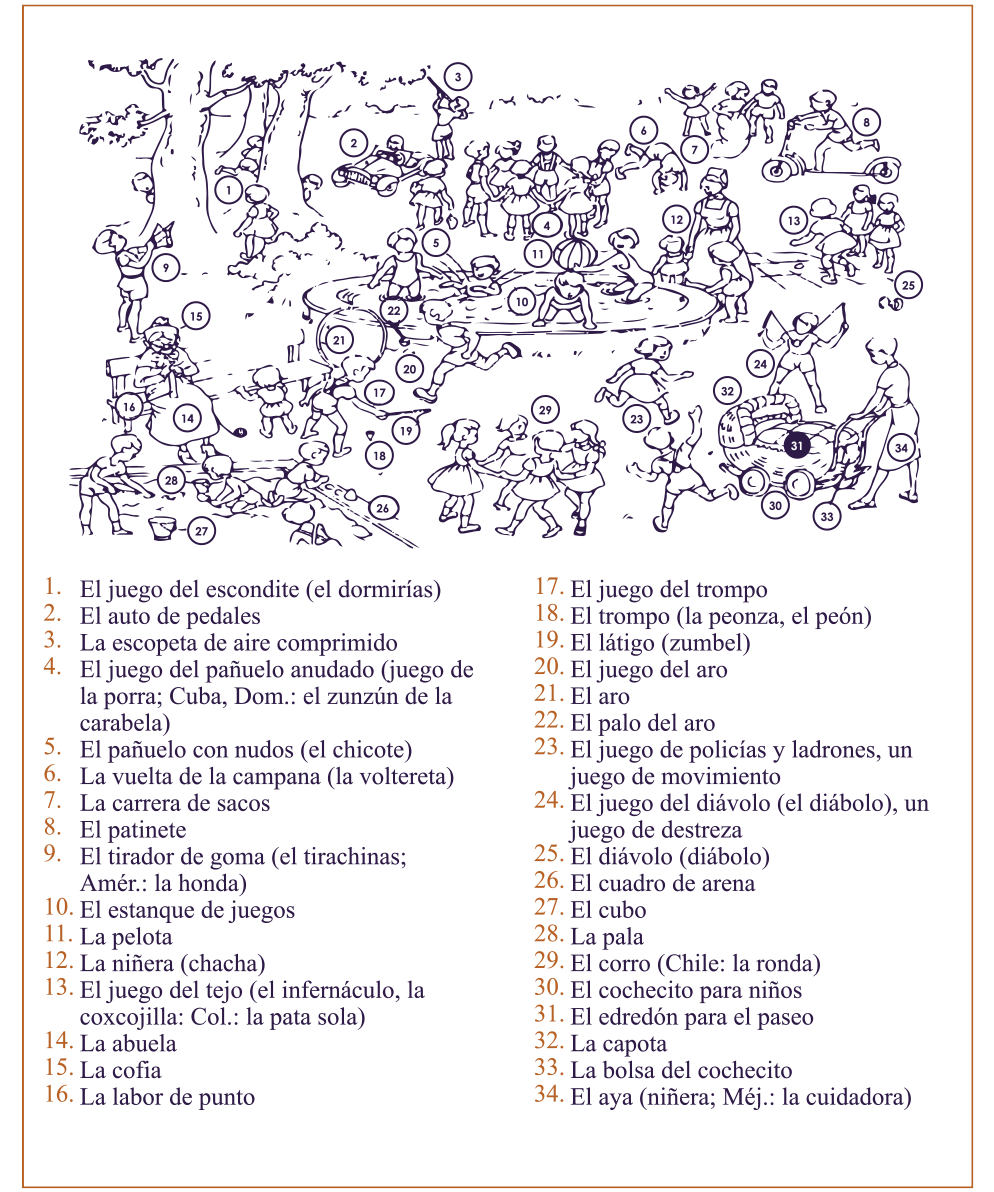 3
2
6
7
8
1
4
12
13
5
11
9
10
25
15
22
21
20
24
32
17
16
14
23
29
19
31
34
18
28
26
30
33
27
1. El juego del escondite (el dormirías)
2. El auto de pedales
3. La escopeta de aire comprimido
4. El juego del pañuelo anudado (juego de
la porra; Cuba, Dom.: el zunzún de la
carabela)
5. El pañuelo con nudos (el chicote)
6. La vuelta de la campana (la voltereta)
7. La carrera de sacos
8. El patinete
9. El tirador de goma (el tirachinas;
Amér.: la honda)
10. El estanque de juegos
11. La pelota
12. La niñera (chacha)
13. El juego del tejo (el infernáculo, la
coxcojilla: Col.: la pata sola)
14. La abuela
15. La cofia
16. La labor de punto
17. El juego del trompo
18. El trompo (la peonza, el peón)
19. El látigo (zumbel)
20. El juego del aro
21. El aro
22. El palo del aro
23. El juego de policías y ladrones, un
juego de movimiento
24. El juego del diávolo (el diábolo), un
juego de destreza
25. El diávolo (diábolo)
26. El cuadro de arena
27. El cubo
28. La pala
29. El corro (Chile: la ronda)
30. El cochecito para niños
31. El edredón para el paseo
32. La capota
33. La bolsa del cochecito
34. El aya (niñera; Méj.: la cuidadora)